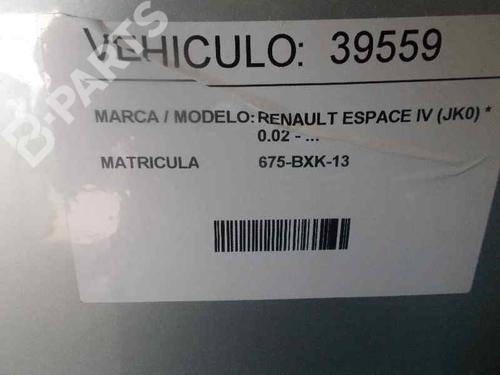 VEHICULO: 39559
MARCA / MODELO: RENAULT ESPACE IV (JK0) *
0.02 - ...
MATRICULA 675-BXK-13
B-PARTS